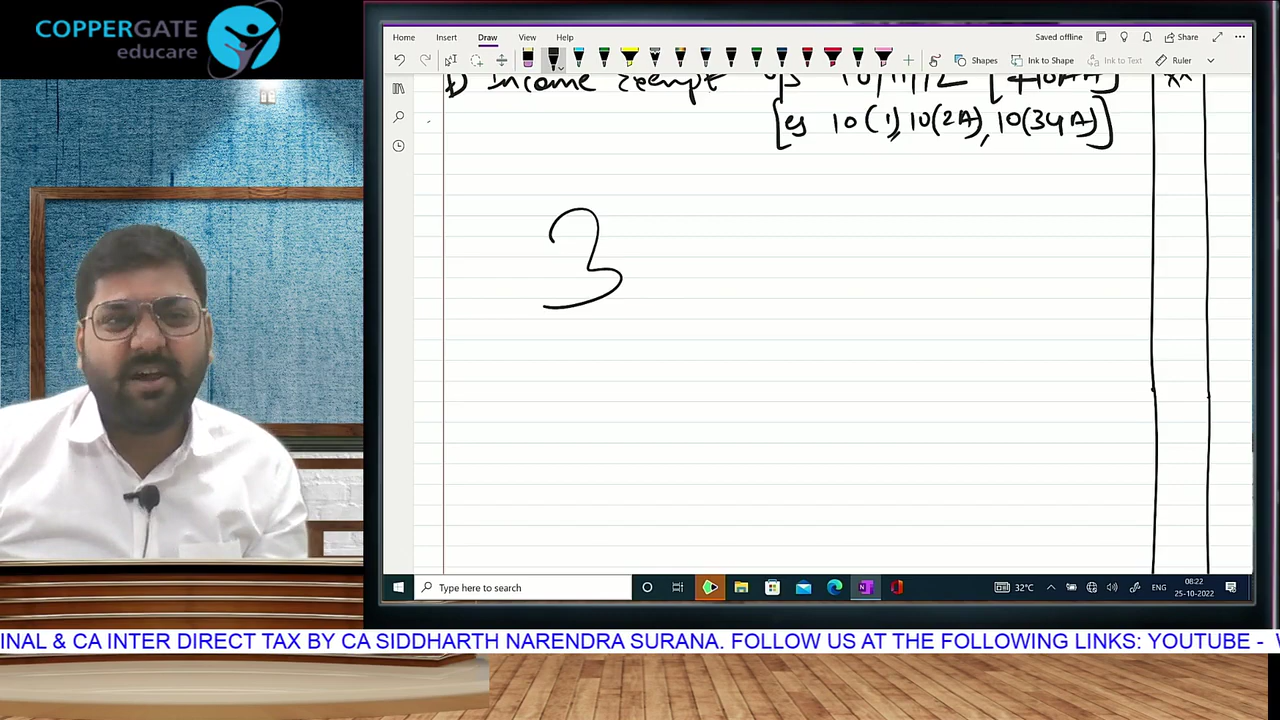 COPPERGATE
educare
Home Insert Draw View Help
Saved offline
Share
Shapes
Ink to Shape
Ink to Text
Ruler
Income exempt
[eg 10(1), 10(2A), 10(34A)]
3
Type here to search
32°C
ENG
08:22
25-10-2022
INAL & CA INTER DIRECT TAX BY CA SIDDHARTH NARENDRA SURANA. FOLLOW US AT THE FOLLOWING LINKS: YOUTUBE -